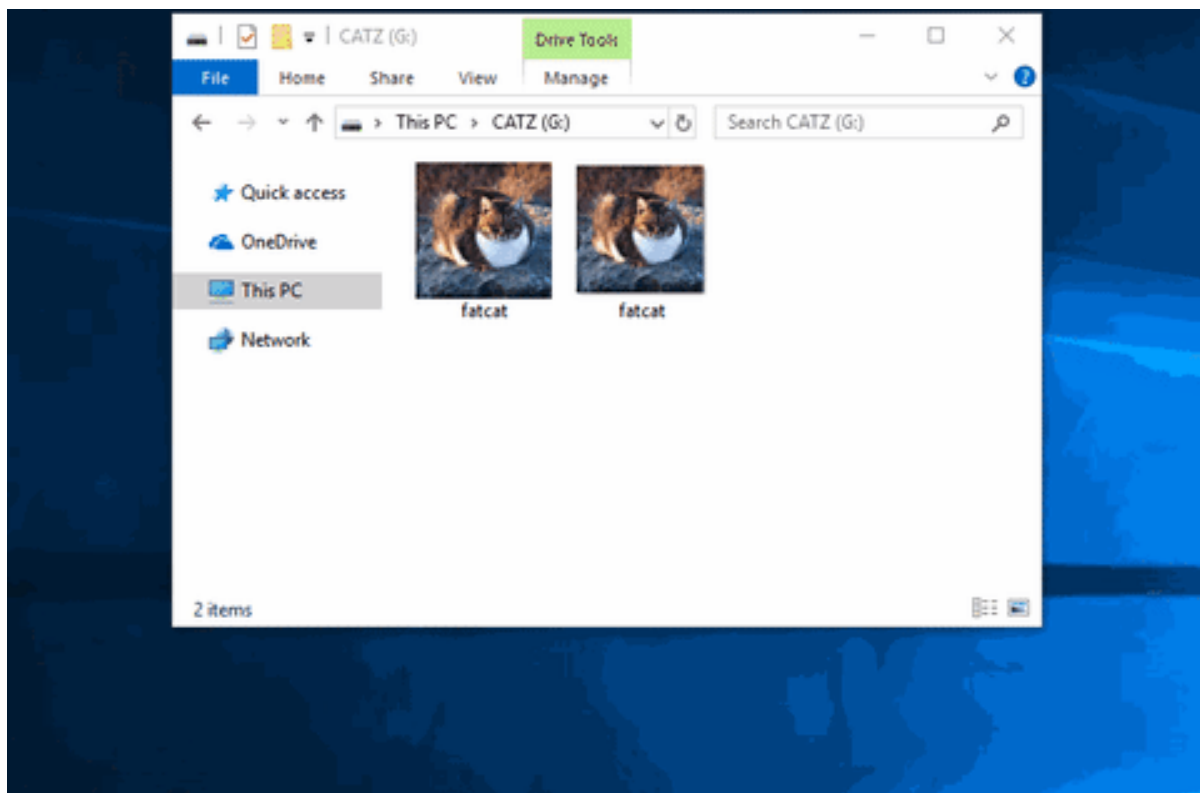 CATZ (G:)
Drive Tools
File Home Share View Manage
This PC > CATZ (G:)
Search CATZ (G:)
Quick access
OneDrive
This PC
Network
fatcat fatcat
2 items